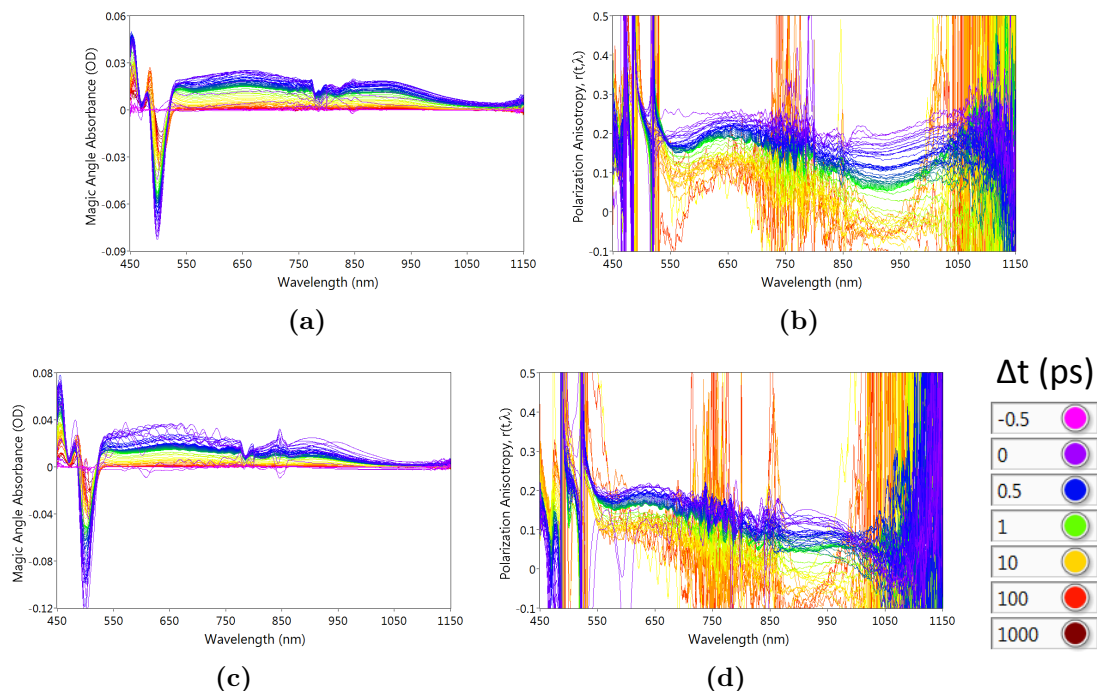 0.06
0.03
0
-0.03
-0.06
-0.09
Magic Angle Absorbance (OD)
450 550 650 750 850 950 1050 1150
Wavelength (nm)
(a)
0.5
0.4
0.3
0.2
0.1
0
-0.1
Polarization Anisotropy, r(t,λ)
450 550 650 750 850 950 1050 1150
Wavelength (nm)
(b)
0.08
0.04
0
-0.04
-0.08
-0.12
Magic Angle Absorbance (OD)
450 550 650 750 850 950 1050 1150
Wavelength (nm)
(c)
0.5
0.4
0.3
0.2
0.1
0
-0.1
Polarization Anisotropy, r(t,λ)
450 550 650 750 850 950 1050 1150
Wavelength (nm)
(d)
Δt (ps)
-0.5
0
0.5
1
10
100
1000